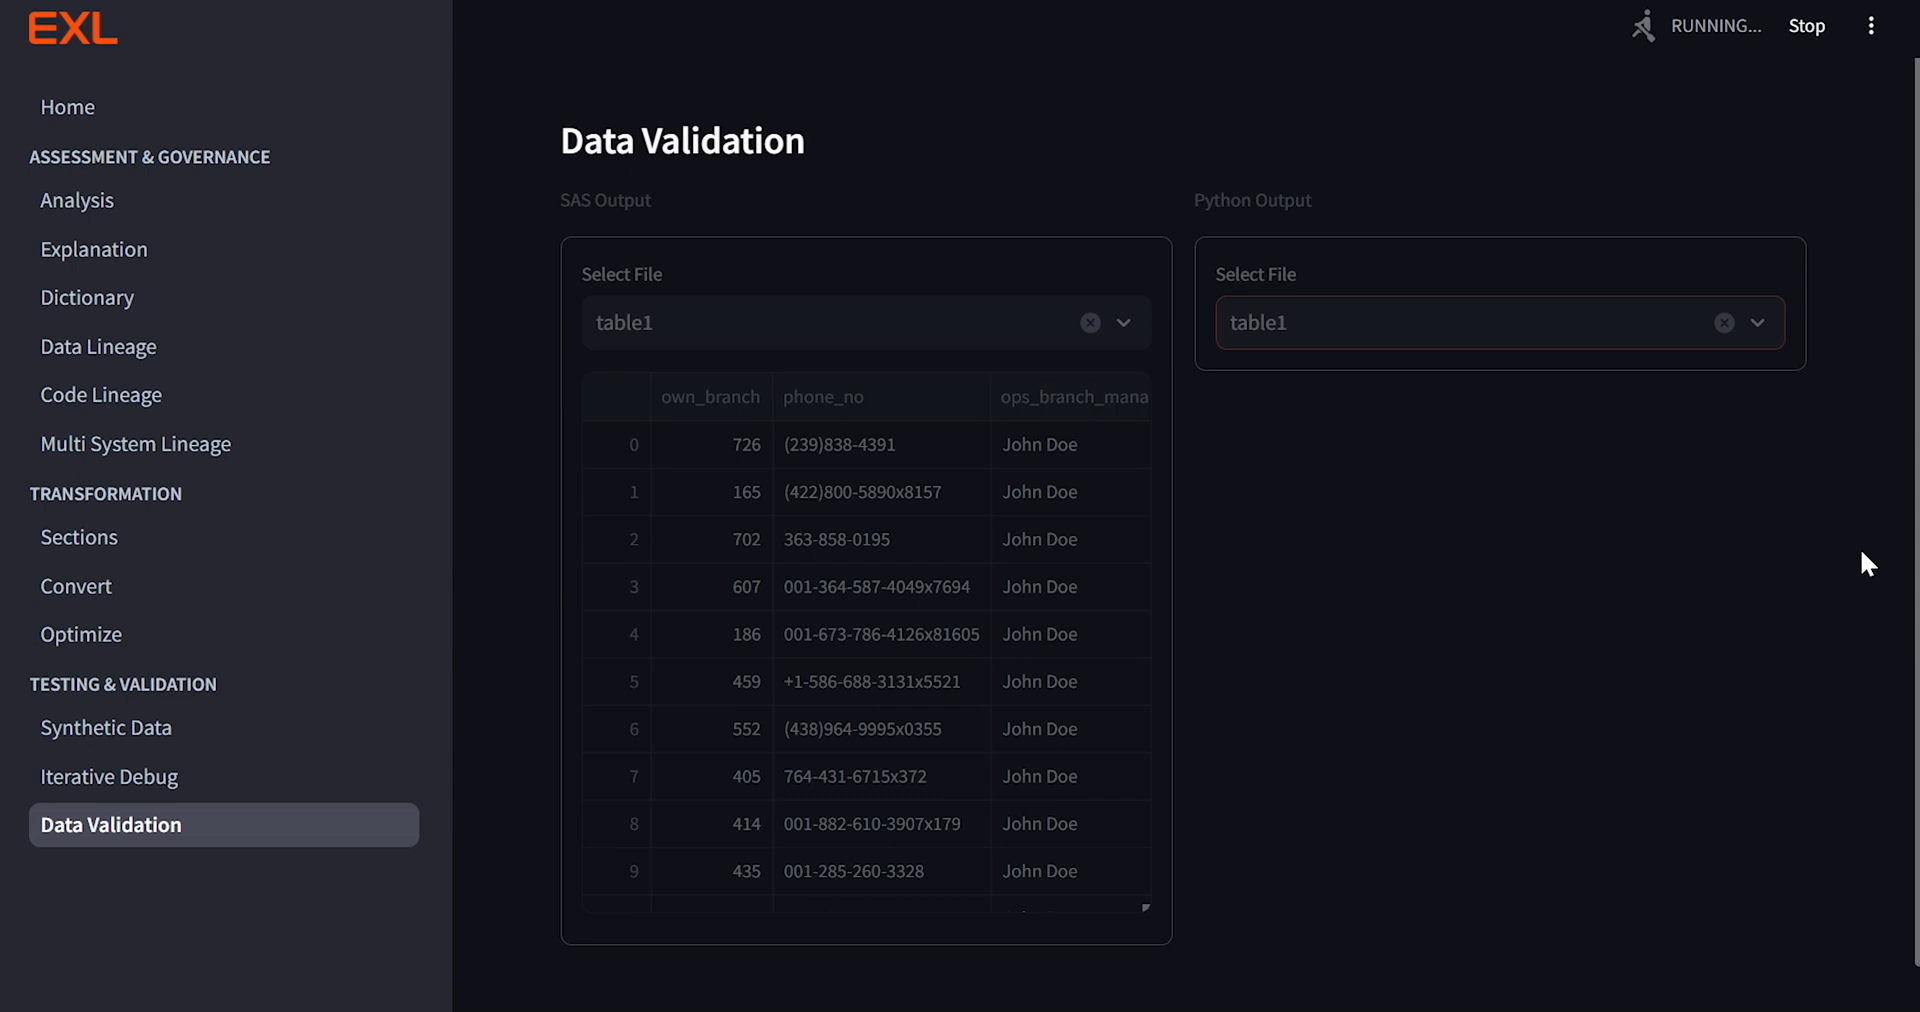 EXL
RUNNING...
Stop
Home
ASSESSMENT & GOVERNANCE
Analysis
Explanation
Dictionary
Data Lineage
Code Lineage
Multi System Lineage
TRANSFORMATION
Sections
Convert
Optimize
TESTING & VALIDATION
Synthetic Data
Iterative Debug
Data Validation
Data Validation
SAS Output
Select File
table1
own_branch phone_no ops_branch_mana
0 726 (239)838-4391 John Doe
1 165 (422)800-5890x8157 John Doe
2 702 363-858-0195 John Doe
3 607 001-364-587-4049x7694 John Doe
4 186 001-673-786-4126x81605 John Doe
5 459 +1-586-688-3131x5521 John Doe
6 552 (438)964-9995x0355 John Doe
7 405 764-431-6715x372 John Doe
8 414 001-882-610-3907x179 John Doe
9 435 001-285-260-3328 John Doe
Python Output
Select File
table1